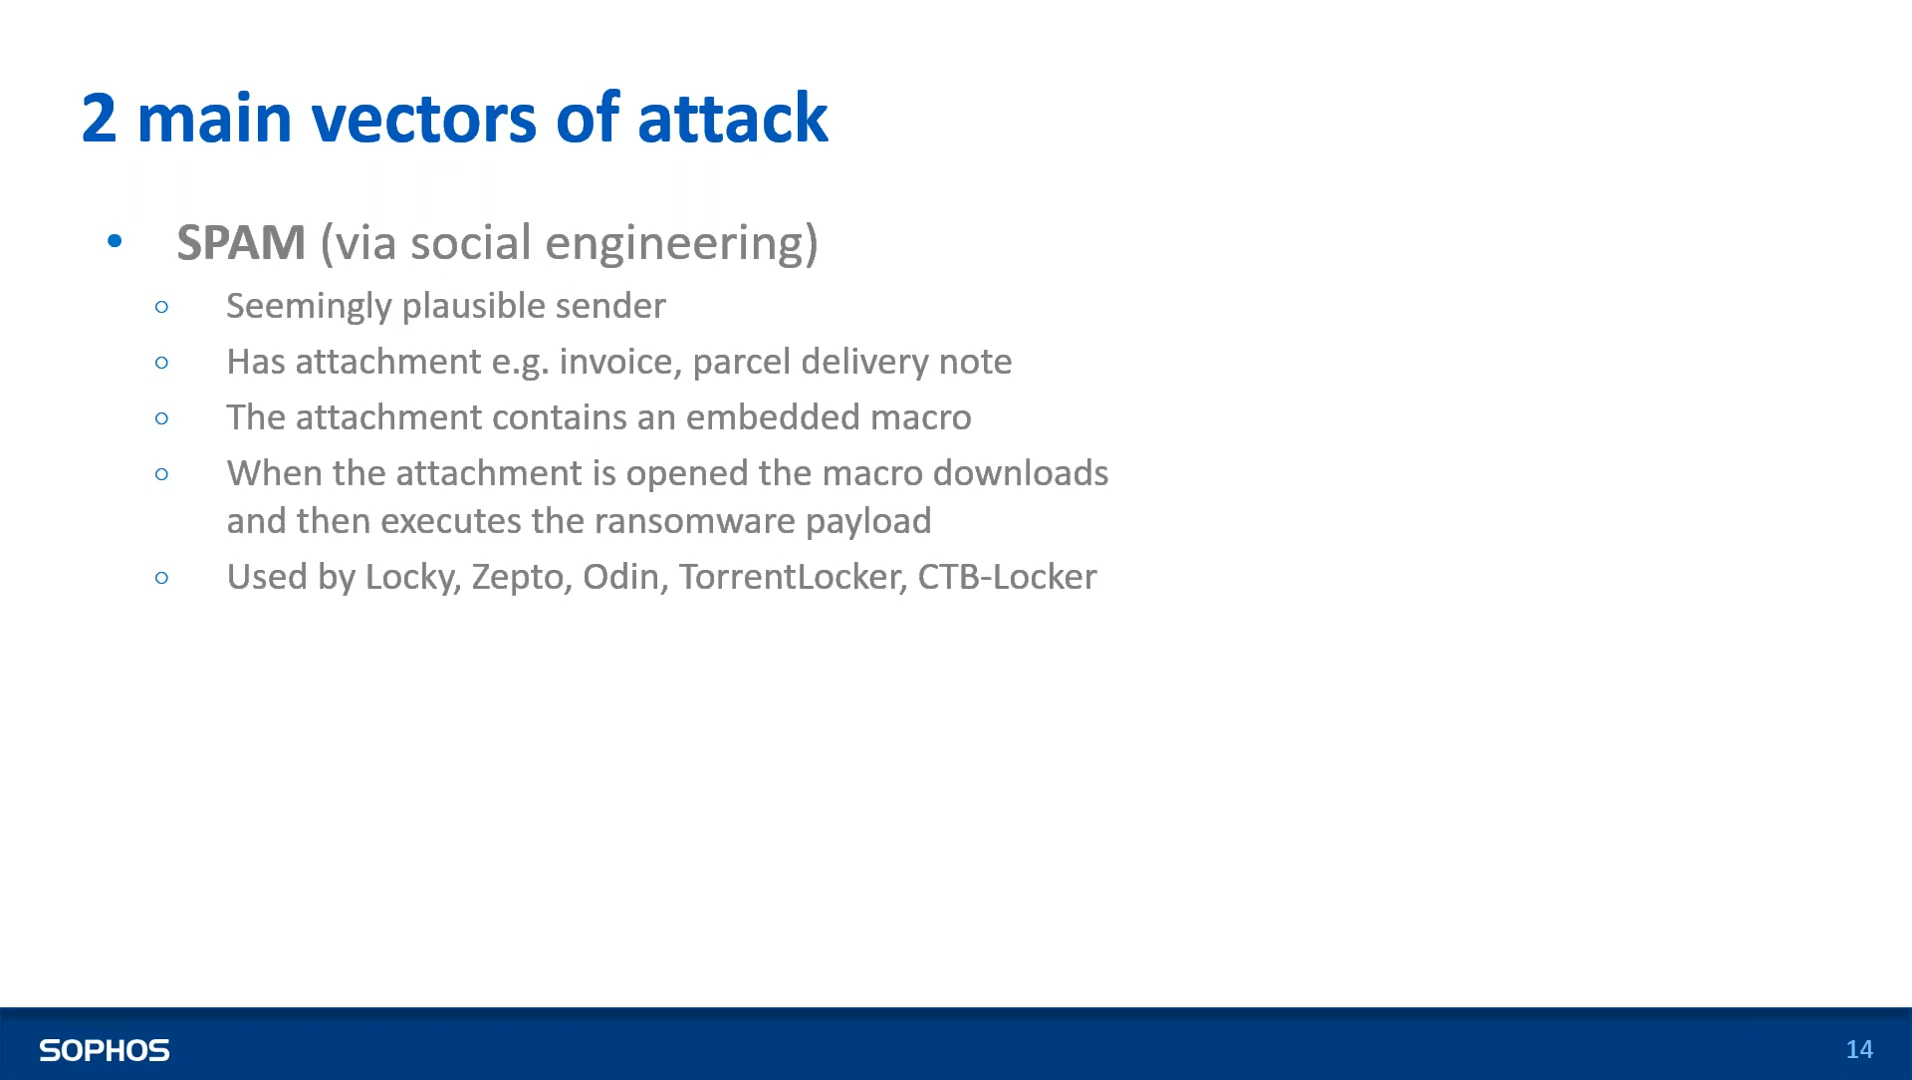 2 main vectors of attack
• SPAM (via social engineering)
○ Seemingly plausible sender
○ Has attachment e.g. invoice, parcel delivery note
○ The attachment contains an embedded macro
○ When the attachment is opened the macro downloads
and then executes the ransomware payload
○ Used by Locky, Zepto, Odin, TorrentLocker, CTB-Locker
SOPHOS
14